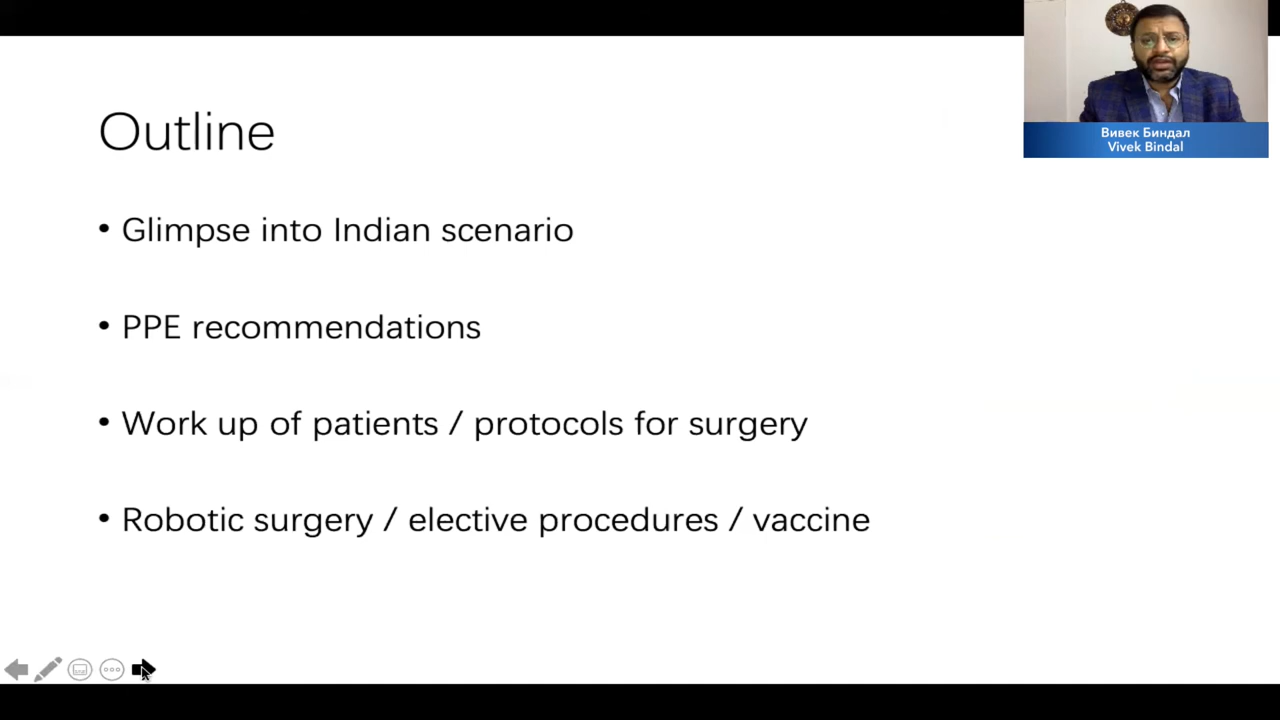 Outline
• Glimpse into Indian scenario
• PPE recommendations
• Work up of patients / protocols for surgery
• Robotic surgery / elective procedures / vaccine
Вивек Биндал
Vivek Bindal